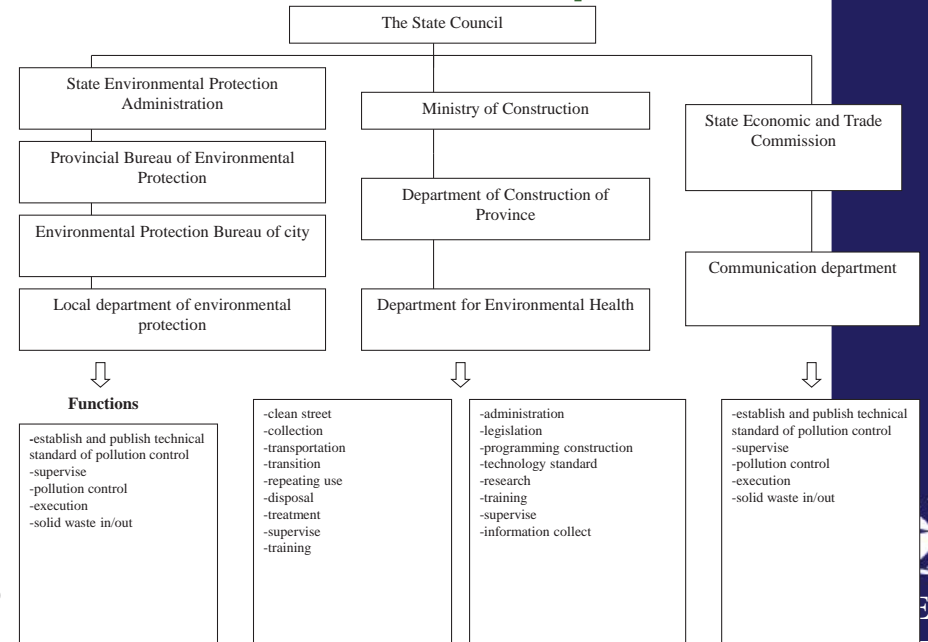 The State Council
State Environmental Protection
Administration
Ministry of Construction
State Economic and Trade
Commission
Provincial Bureau of Environmental
Protection
Department of Construction of
Province
Environmental Protection Bureau of city
Communication department
Local department of environmental
protection
Department for Environmental Health
Functions
-establish and publish technical
standard of pollution control
-supervise
-pollution control
-execution
-solid waste in/out
-clean street
-collection
-transportation
-transition
-repeating use
-disposal
-treatment
-supervise
-training
-administration
-legislation
-programming construction
-technology standard
-research
-training
-supervise
-information collect
-establish and publish technical
standard of pollution control
-supervise
-pollution control
-execution
-solid waste in/out